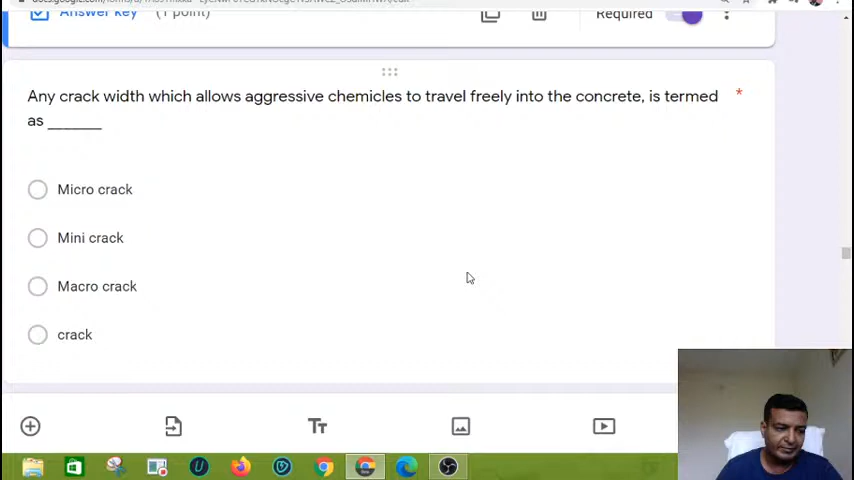 Answer key (1 point)
Required
Any crack width which allows aggressive chemicles to travel freely into the concrete, is termed *
as _______
Micro crack
Mini crack
Macro crack
crack
Tт